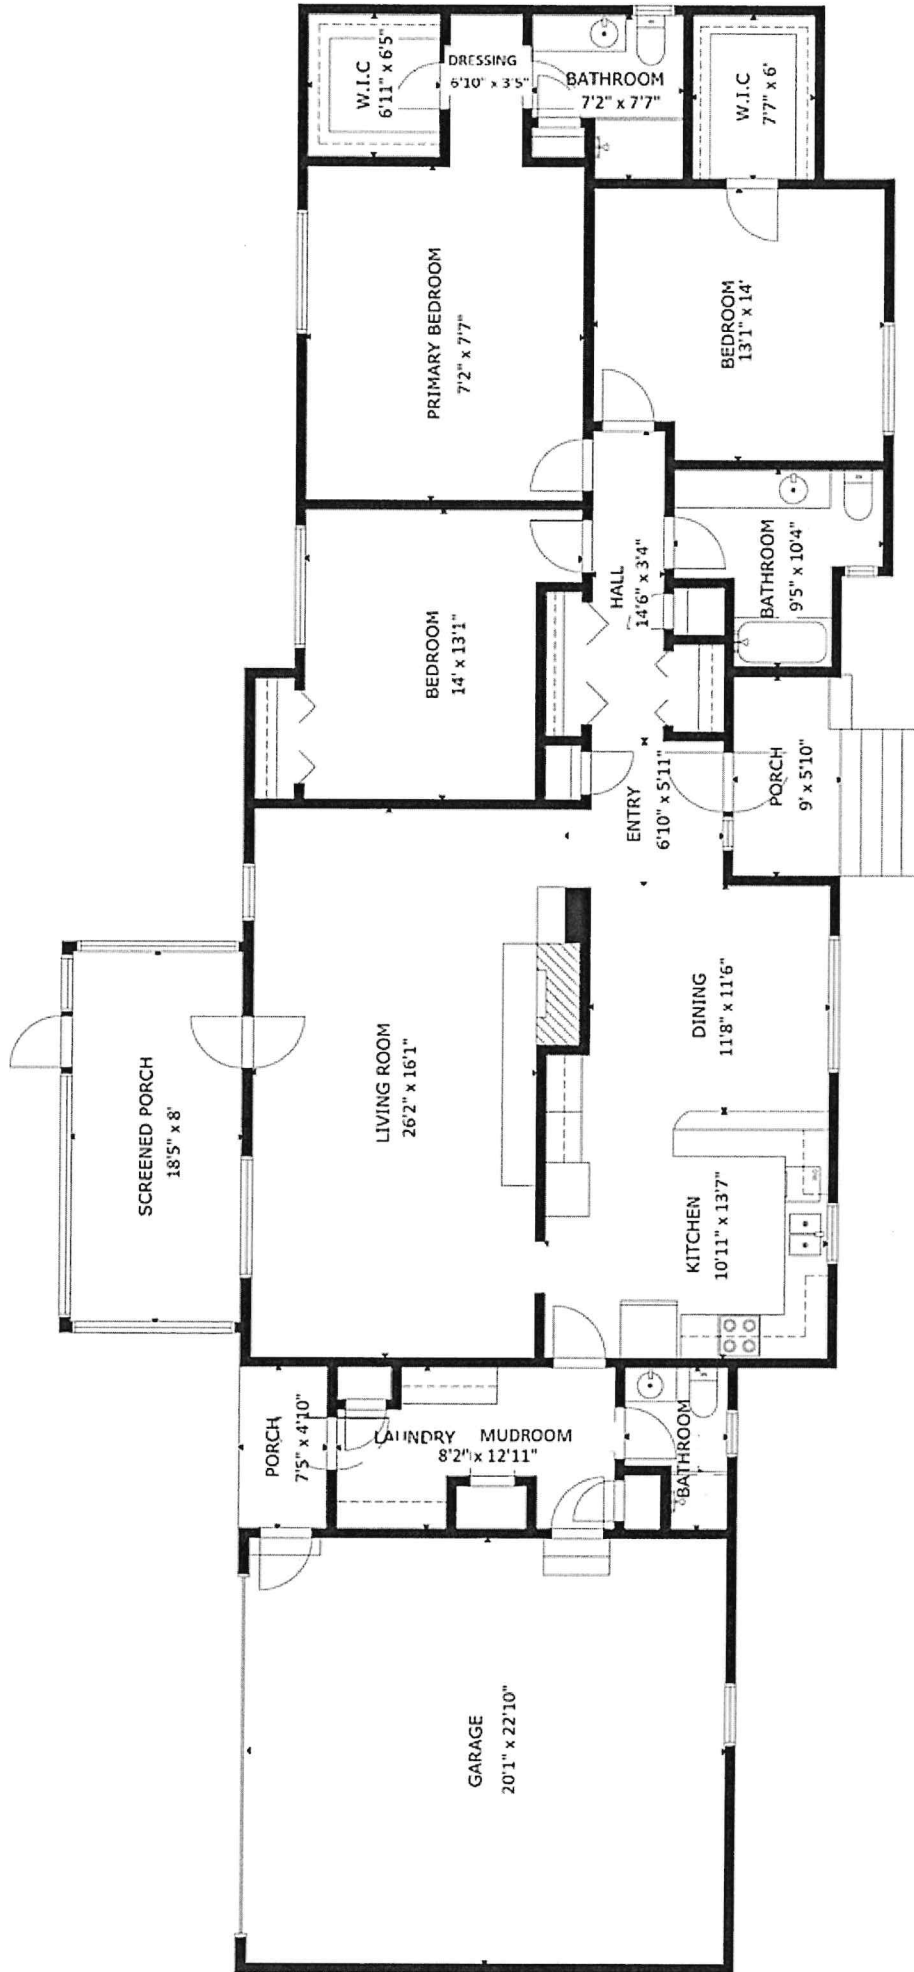 W.I.C
6'11" x 6'5"
DRESSING
6'10" x 3'5"
BATHROOM
7'2" x 7'7"
W.I.C
7'7" x 6'
PRIMARY BEDROOM
7'2" x 7'7"
BEDROOM
13'1" x 14'
BEDROOM
14' x 13'1"
HALL
14'6" x 3'4"
BATHROOM
9'5" x 10'4"
ENTRY
6'10" x 5'11"
PORCH
9' x 5'10"
SCREENED PORCH
18'5" x 8'
LIVING ROOM
26'2" x 16'1"
DINING
11'8" x 11'6"
KITCHEN
10'11" x 13'7"
PORCH
7'5" x 4'10"
LAUNDRY MUDROOM
8'2" x 12'11"
BATHROOM
GARAGE
20'1" x 22'10"